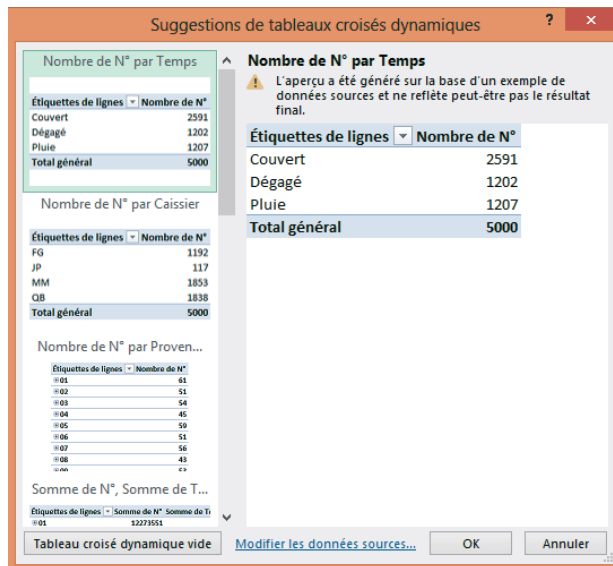 Suggestions de tableaux croisés dynamiques ? ×
Nombre de N° par Temps
Étiquettes de lignes Nombre de N°
Couvert 2591
Dégagé 1202
Pluie 1207
Total général 5000
Nombre de N° par Caissier
Étiquettes de lignes Nombre de N°
FG 1192
JP 117
MM 1853
QB 1838
Total général 5000
Nombre de N° par Proven...
Étiquettes de lignes Nombre de N°
01 61
02 51
03 54
04 45
05 59
06 51
07 56
08 43
Somme de N°, Somme de T...
Étiquettes de lignes Somme de N° Somme de
01 12273551
Nombre de N° par Temps
L'aperçu a été généré sur la base d'un exemple de
données sources et ne reflète peut-être pas le résultat
final.
Étiquettes de lignes Nombre de N°
Couvert 2591
Dégagé 1202
Pluie 1207
Total général 5000
Tableau croisé dynamique vide Modifier les données sources... OK Annuler